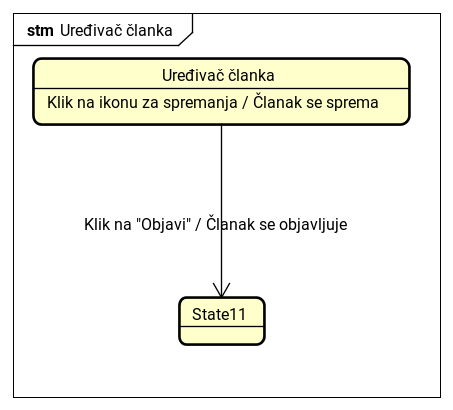 stm Uređivač članka
Uređivač članka
Klik na ikonu za spremanja / Članak se sprema
Klik na "Objavi" / Članak se objavljuje
State11